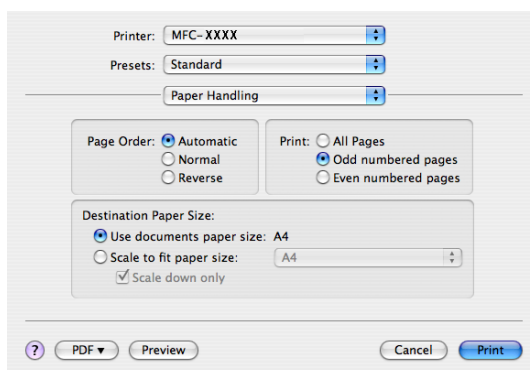 Printer: MFC-XXXX
Presets: Standard
Paper Handling
Page Order: Automatic
Normal
Reverse
Print: All Pages
Odd numbered pages
Even numbered pages
Destination Paper Size:
Use documents paper size: A4
Scale to fit paper size: A4
Scale down only
? PDF Preview Cancel Print